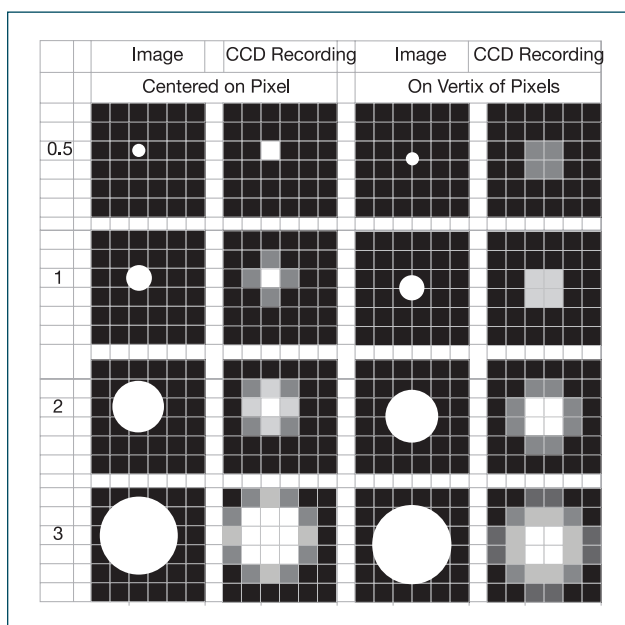 Image CCD Recording Image CCD Recording
Centered on Pixel On Vertix of Pixels
0.5
1
2
3